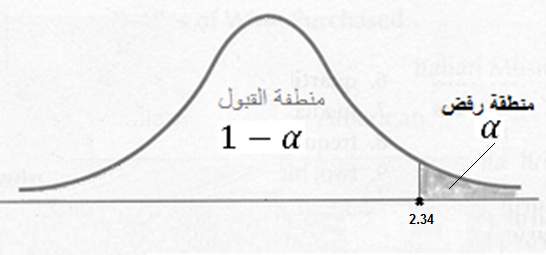 منطقة القبول
1 − α
منطقة رفض
α
2.34